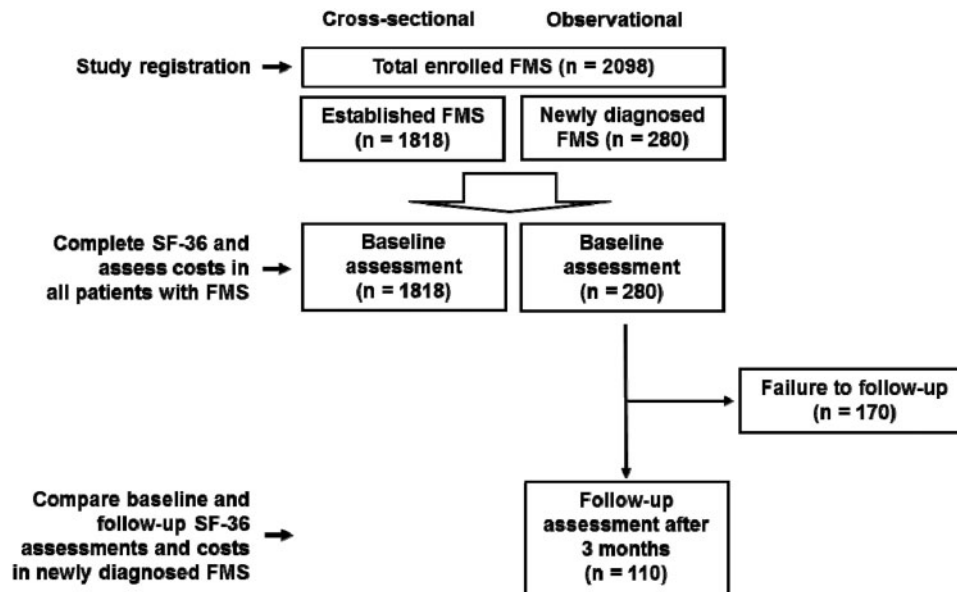 Cross-sectional
Observational
Study registration
Total enrolled FMS (n = 2098)
Established FMS
(n = 1818)
Newly diagnosed
FMS (n = 280)
Complete SF-36 and
assess costs in
all patients with FMS
Baseline
assessment
(n = 1818)
Baseline
assessment
(n = 280)
Failure to follow-up
(n = 170)
Compare baseline and
follow-up SF-36
assessments and costs
in newly diagnosed FMS
Follow-up
assessment after
3 months
(n = 110)